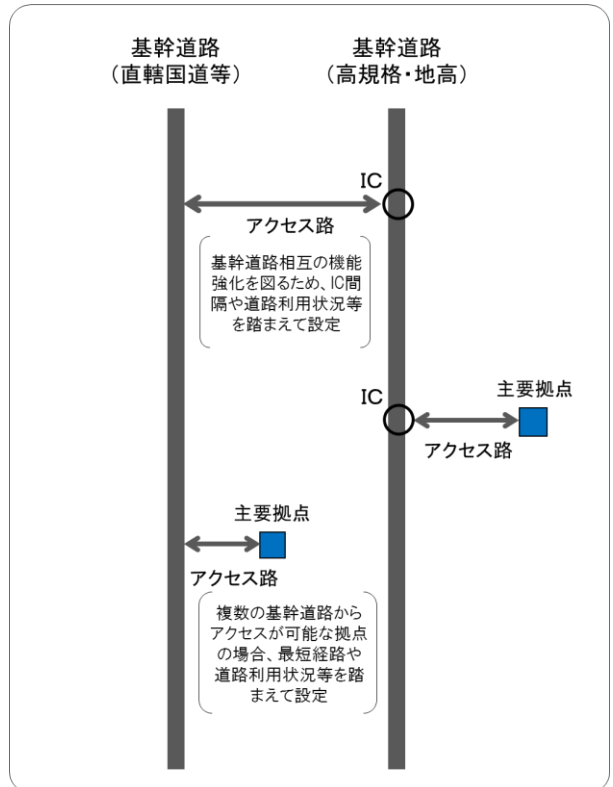 基幹道路
（直轄国道等）
基幹道路
（高規格・地高）
IC
アクセス路
基幹道路相互の機能
強化を図るため、IC間
隔や道路利用状況等
を踏まえて設定
IC
主要拠点
アクセス路
主要拠点
アクセス路
複数の基幹道路から
アクセスが可能な拠点
の場合、最短経路や
道路利用状況等を踏
まえて設定